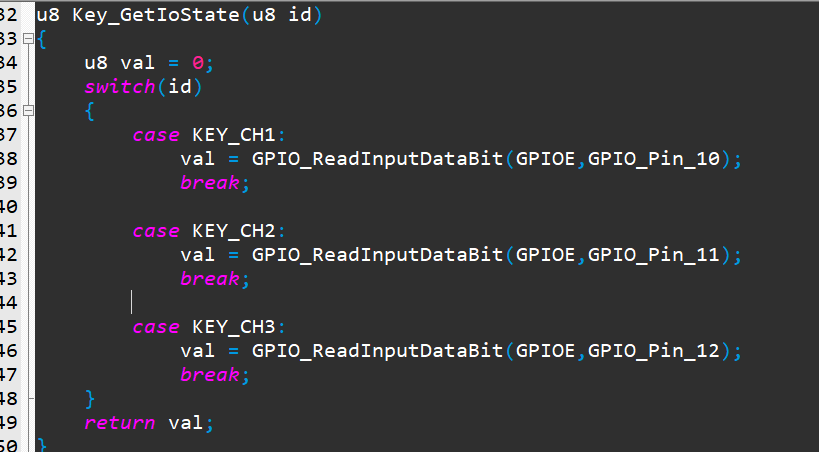 32 u8 Key_GetIoState(u8 id)
33 {
34     u8 val = 0;
35     switch(id)
36     {
37         case KEY_CH1:
38             val = GPIO_ReadInputDataBit(GPIOE,GPIO_Pin_10);
39             break;
40
41         case KEY_CH2:
42             val = GPIO_ReadInputDataBit(GPIOE,GPIO_Pin_11);
43             break;
44
45         case KEY_CH3:
46             val = GPIO_ReadInputDataBit(GPIOE,GPIO_Pin_12);
47             break;
48     }
49     return val;
50 }